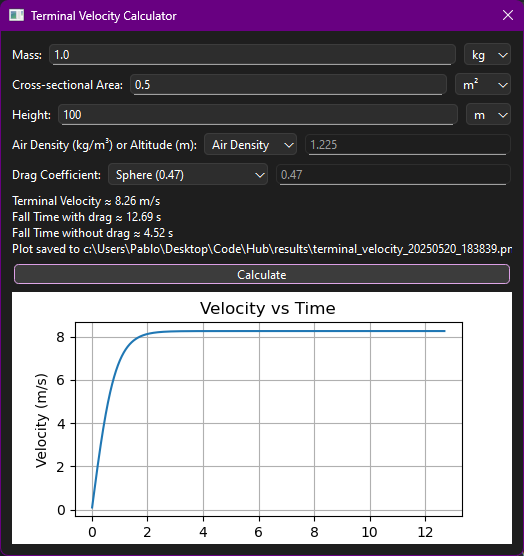 Terminal Velocity Calculator
Mass: 1.0 kg
Cross-sectional Area: 0.5 m²
Height: 100 m
Air Density (kg/m³) or Altitude (m): Air Density 1.225
Drag Coefficient: Sphere (0.47) 0.47
Terminal Velocity ≈ 8.26 m/s
Fall Time with drag ≈ 12.69 s
Fall Time without drag ≈ 4.52 s
Plot saved to c:\Users\Pablo\Desktop\Code\Hub\results\terminal_velocity_20250520_183839.pn
Calculate
Velocity vs Time
Velocity (m/s)
8
6
4
2
0
0 2 4 6 8 10 12